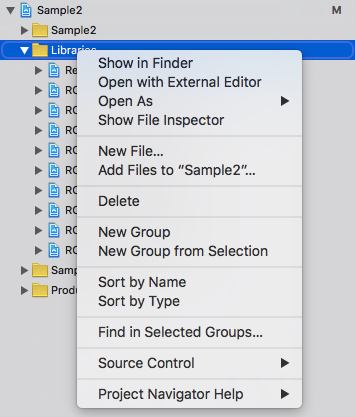 Sample2
M
Sample2
Libraries
Re
Show in Finder
RC
Open with External Editor
RC
Open As
RC
Show File Inspector
RC
New File...
RC
Add Files to “Sample2”...
RC
Delete
RC
RC
New Group
RC
New Group from Selection
Samp
Sort by Name
Produ
Sort by Type
Find in Selected Groups...
Source Control
Project Navigator Help